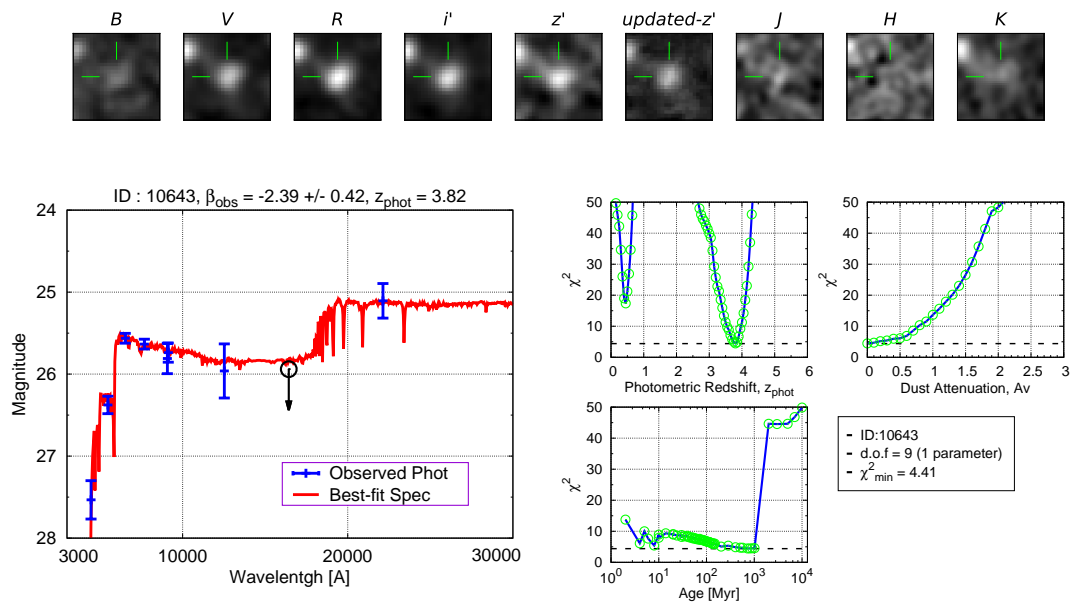 B V R i' z' updated-z' J H K
ID : 10643, βobs = -2.39 +/- 0.42, zphot = 3.82
24
25
26
27
28
Magnitude
3000 10000 20000 30000
Wavelentgh [A]
Observed Phot
Best-fit Spec
50
40
30
20
10
0
χ2
0 1 2 3 4 5 6
Photometric Redshift, zphot
50
40
30
20
10
0
χ2
0 0.5 1 1.5 2 2.5 3
Dust Attenuation, Av
50
40
30
20
10
0
χ2
10^0 10^1 10^2 10^3 10^4
Age [Myr]
ID:10643
d.o.f = 9 (1 parameter)
χ2min = 4.41